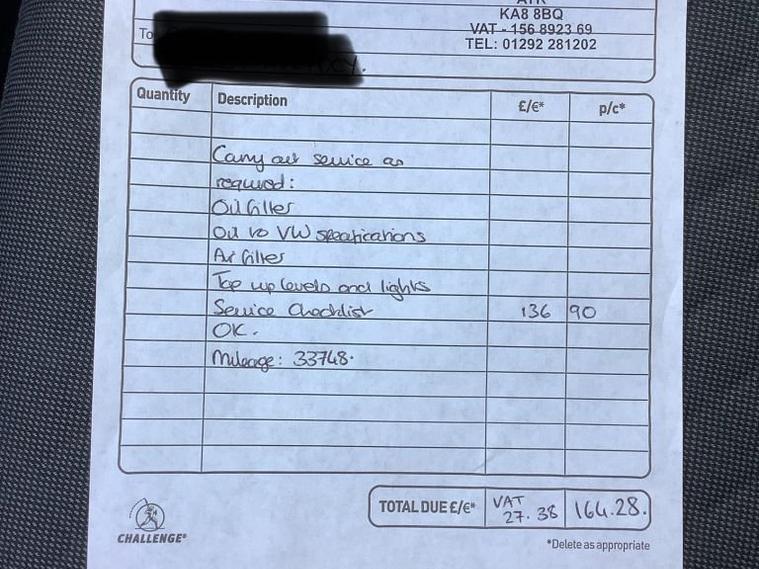 AYR
KA8 8BQ
VAT - 156 8923 69
TEL: 01292 281202
To
Quantity Description £/€* p/c*
Carry out service as
required:
Oil filter
Oil to VW specifications
Air filter
Top up levels and lights
Service Checklist 136 90
OK.
Mileage: 33748.
TOTAL DUE £/€* VAT 27.38 164.28.
CHALLENGE®
*Delete as appropriate